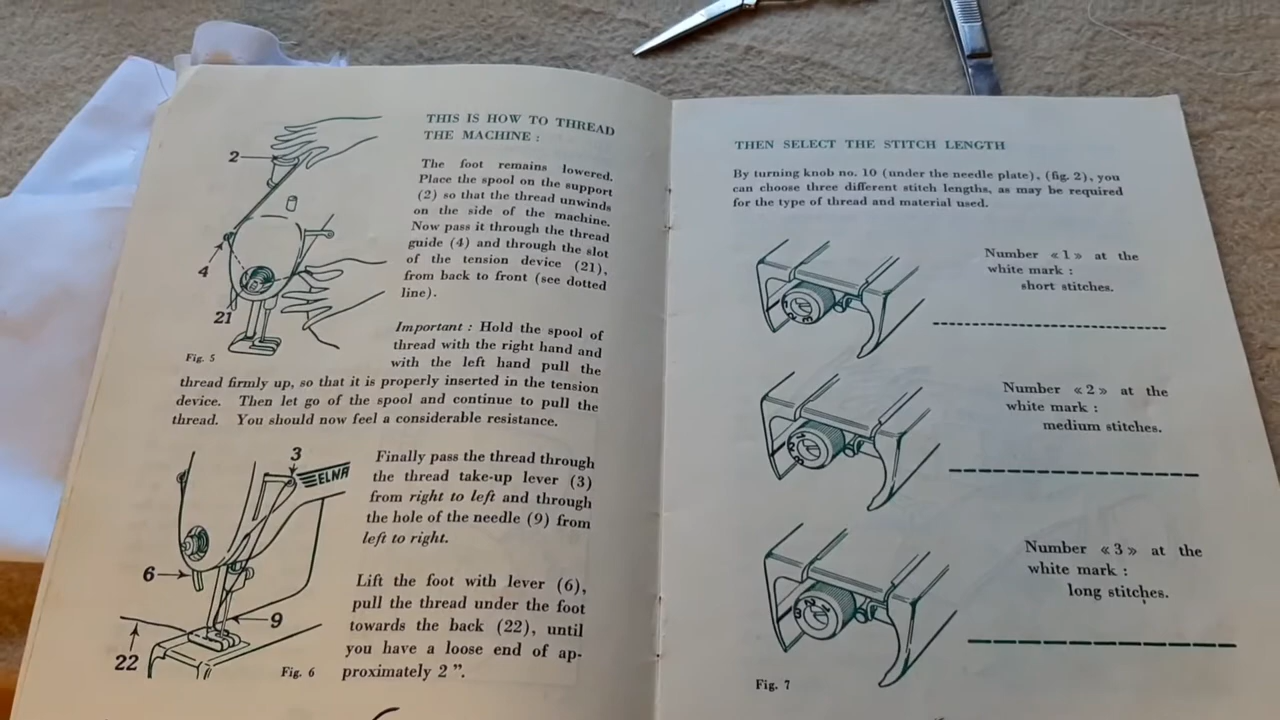 THIS IS HOW TO THREAD
THE MACHINE :
The foot remains lowered.
Place the spool on the support
(2) so that the thread unwinds
on the side of the machine.
Now pass it through the thread
guide (4) and through the slot
of the tension device (21),
from back to front (see dotted
line).
2
4
21
Fig. 5
Important : Hold the spool of
thread with the right hand and
with the left hand pull the
thread firmly up, so that it is properly inserted in the tension
device. Then let go of the spool and continue to pull the
thread. You should now feel a considerable resistance.
3
ELNA
6
9
22
Fig. 6
Finally pass the thread through
the thread take-up lever (3)
from right to left and through
the hole of the needle (9) from
left to right.
Lift the foot with lever (6),
pull the thread under the foot
towards the back (22), until
you have a loose end of ap-
proximately 2 ”.
THEN SELECT THE STITCH LENGTH
By turning knob no. 10 (under the needle plate), (fig. 2), you
can choose three different stitch lengths, as may be required
for the type of thread and material used.
Number « 1 » at the
white mark :
short stitches.
Number « 2 » at the
white mark :
medium stitches.
Number « 3 » at the
white mark :
long stitches.
Fig. 7